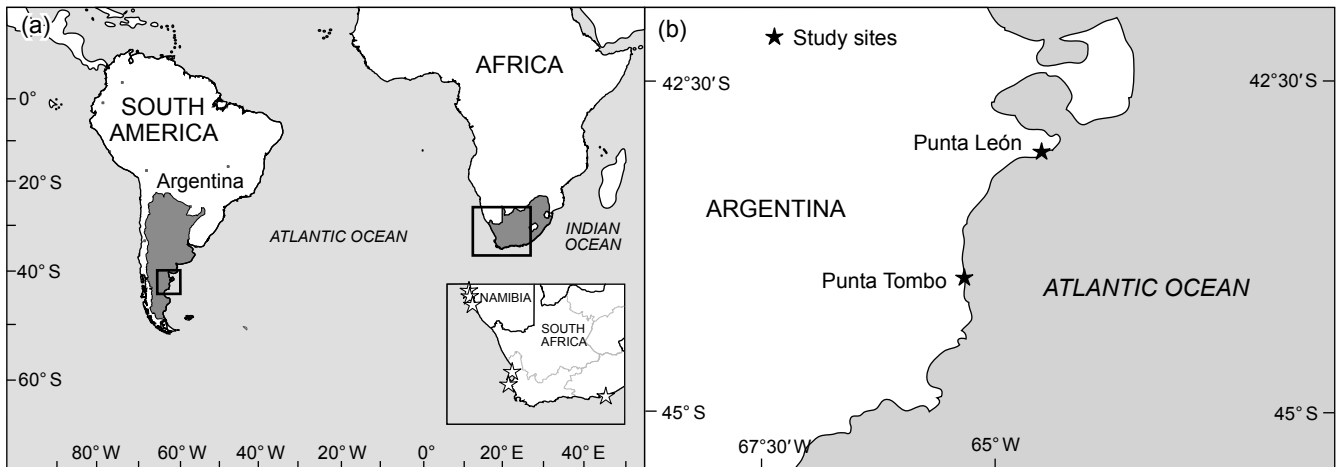 (a)
AFRICA
SOUTH
AMERICA
Argentina
0°
20° S
40° S
60° S
ATLANTIC OCEAN
INDIAN
OCEAN
NAMIBIA
SOUTH
AFRICA
80° W
60° W
40° W
20° W
0°
20° E
40° E
(b)
Study sites
42°30′S
42°30′S
Punta León
ARGENTINA
Punta Tombo
ATLANTIC OCEAN
45° S
45° S
67°30′W
65° W